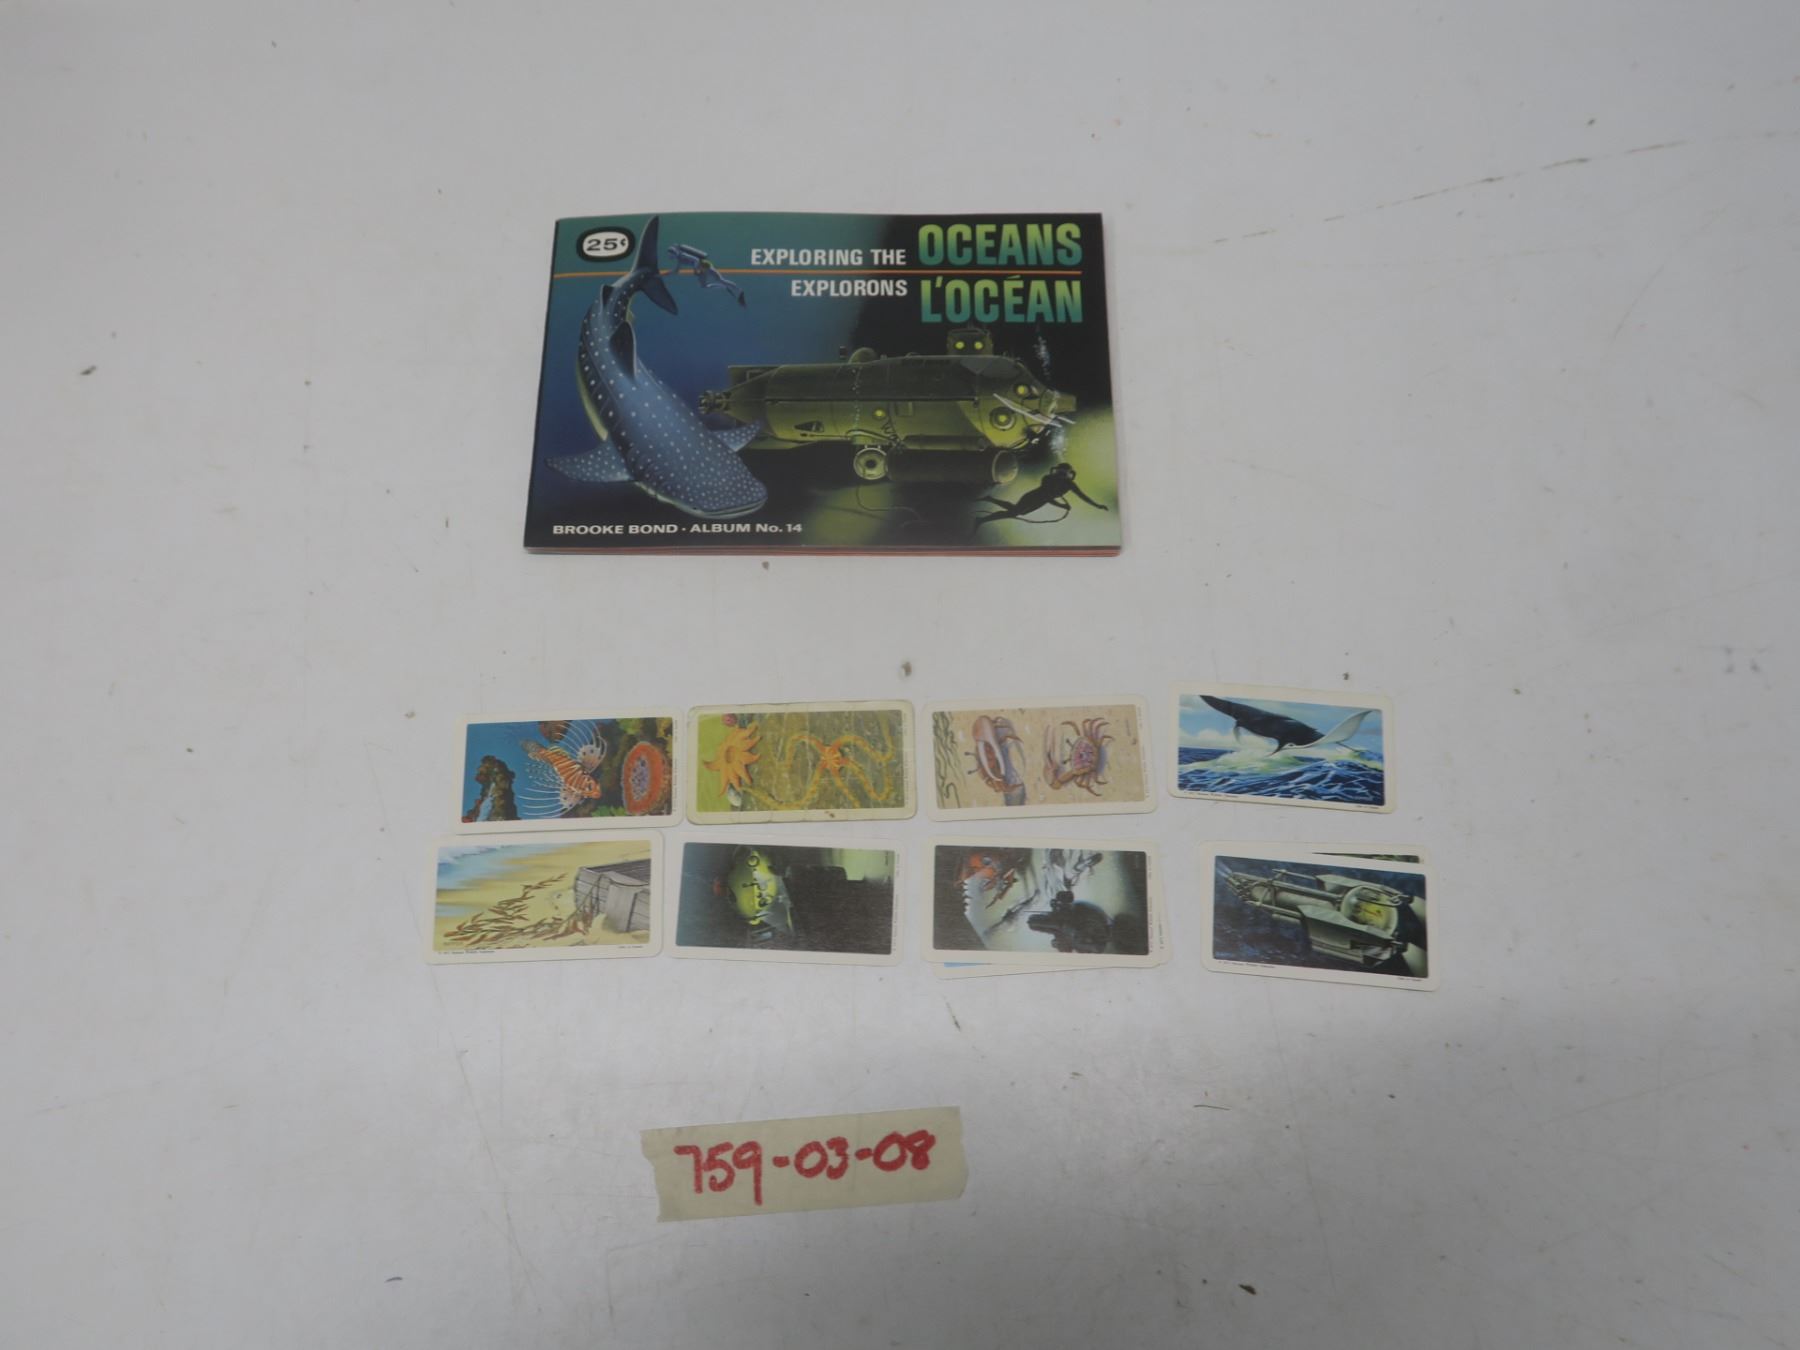 25¢
EXPLORING THE OCEANS
EXPLORONS L'OCÉAN
BROOKE BOND · ALBUM No. 14
759-03-08